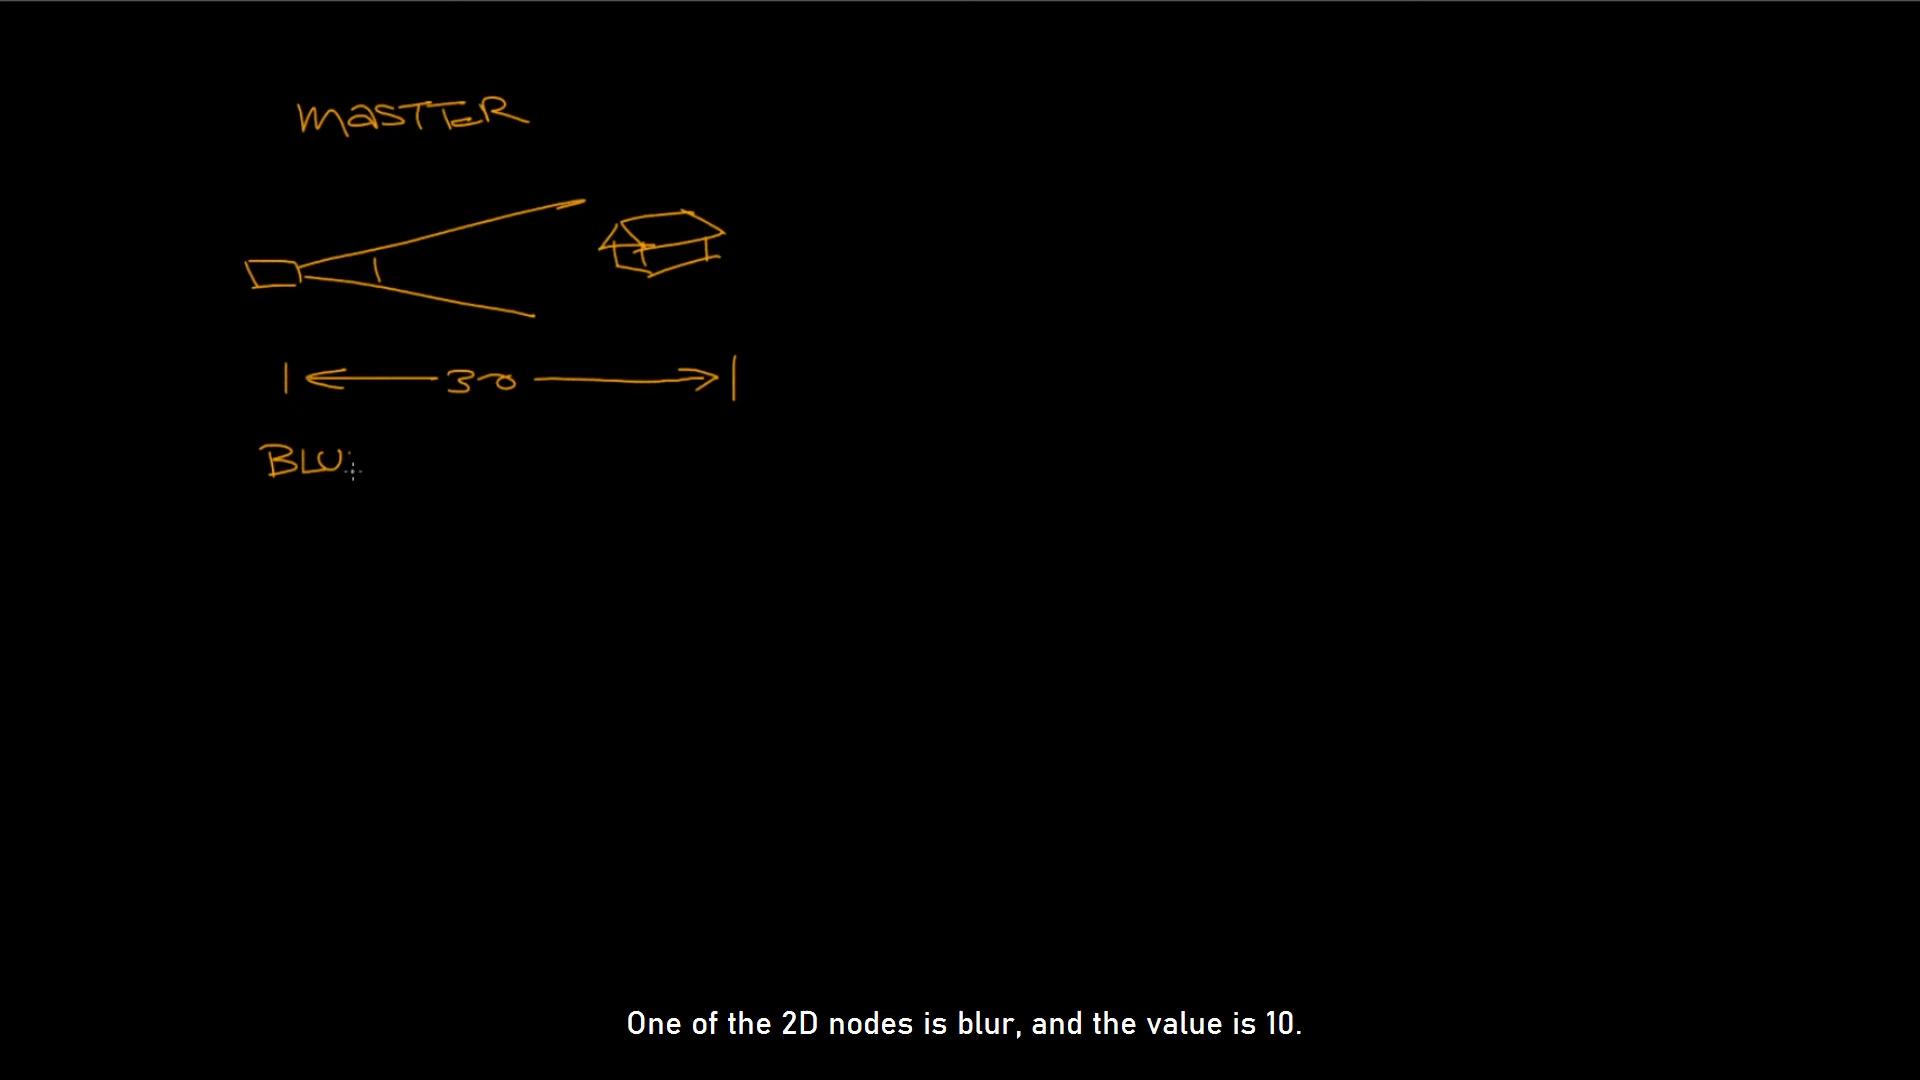 MASTER
30
BLU
One of the 2D nodes is blur, and the value is 10.